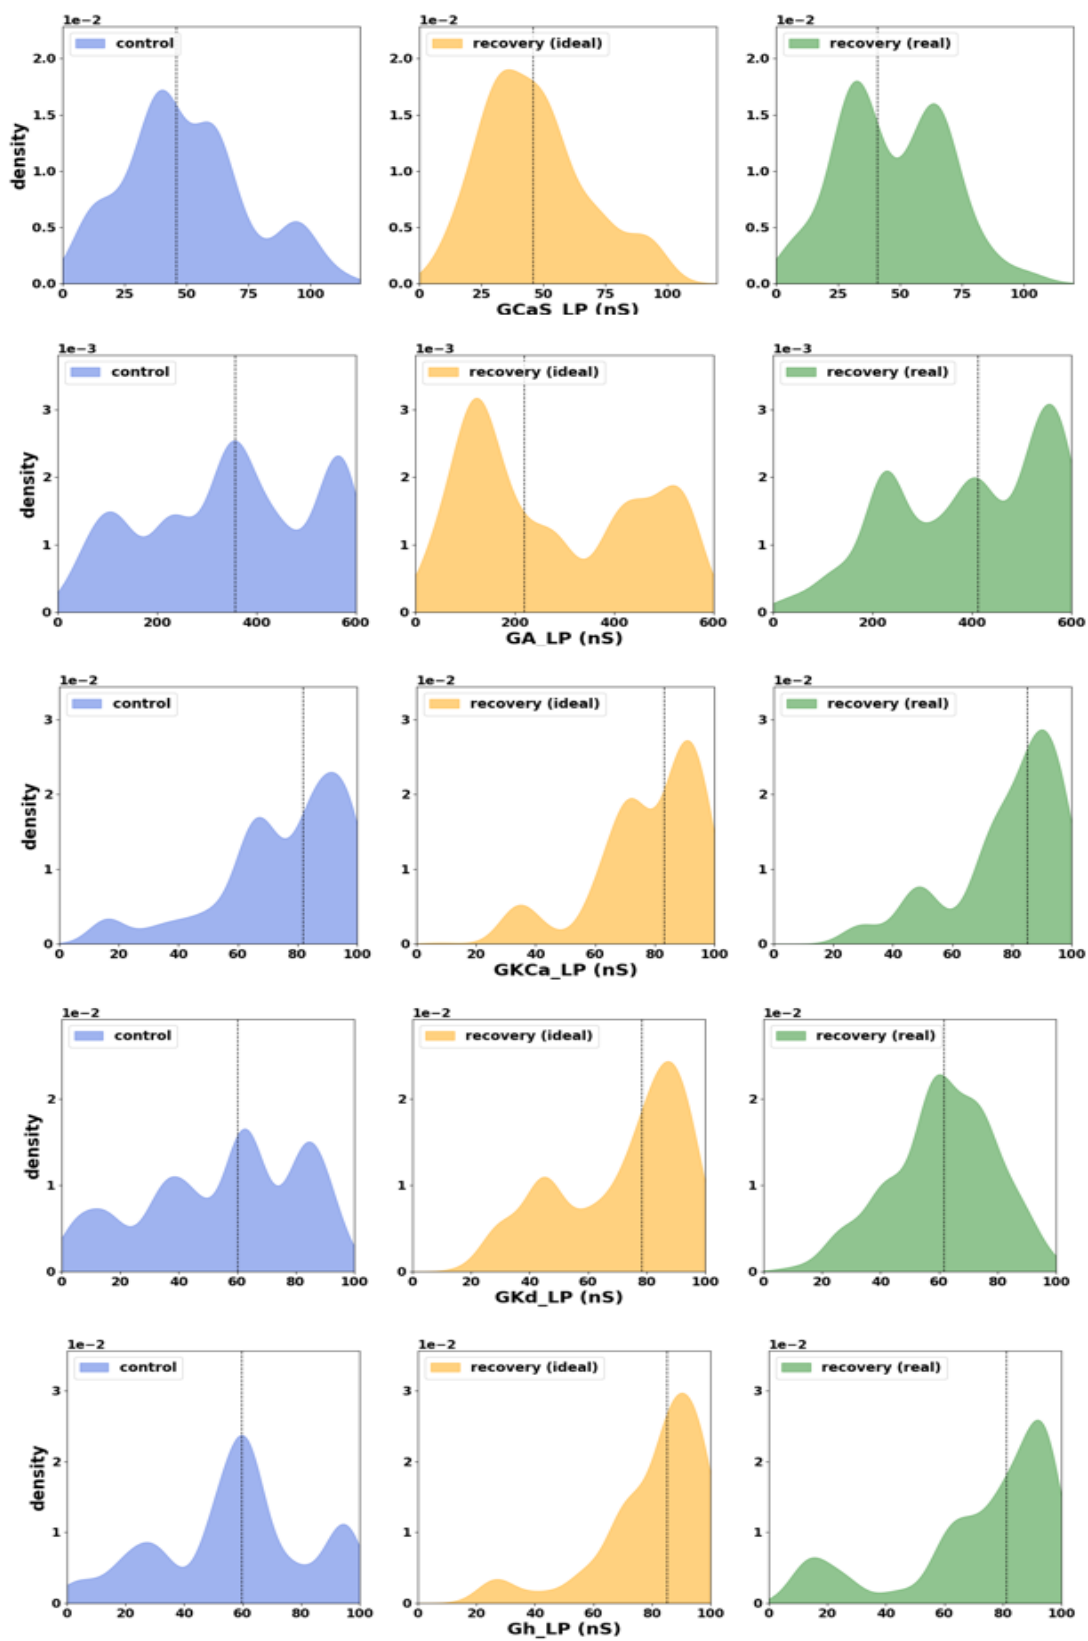 1e−2 1e−2 1e−2
control recovery (ideal) recovery (real)
2.0 2.0 2.0
1.5 1.5 1.5
1.0 1.0 1.0
0.5 0.5 0.5
0.0 0.0 0.0
density
0 25 50 75 100 0 25 50 75 100 0 25 50 75 100
GCaS_LP (nS)
1e−3 1e−3 1e−3
control recovery (ideal) recovery (real)
3 3 3
2 2 2
1 1 1
0 0 0
density
0 200 400 600 0 200 400 600 0 200 400 600
GA_LP (nS)
1e−2 1e−2 1e−2
control recovery (ideal) recovery (real)
3 3 3
2 2 2
1 1 1
0 0 0
density
0 20 40 60 80 100 0 20 40 60 80 100 0 20 40 60 80 100
GKCa_LP (nS)
1e−2 1e−2 1e−2
control recovery (ideal) recovery (real)
2 2 2
1 1 1
0 0 0
density
0 20 40 60 80 100 0 20 40 60 80 100 0 20 40 60 80 100
GKd_LP (nS)
1e−2 1e−2 1e−2
control recovery (ideal) recovery (real)
3 3 3
2 2 2
1 1 1
0 0 0
density
0 20 40 60 80 100 0 20 40 60 80 100 0 20 40 60 80 100
Gh_LP (nS)